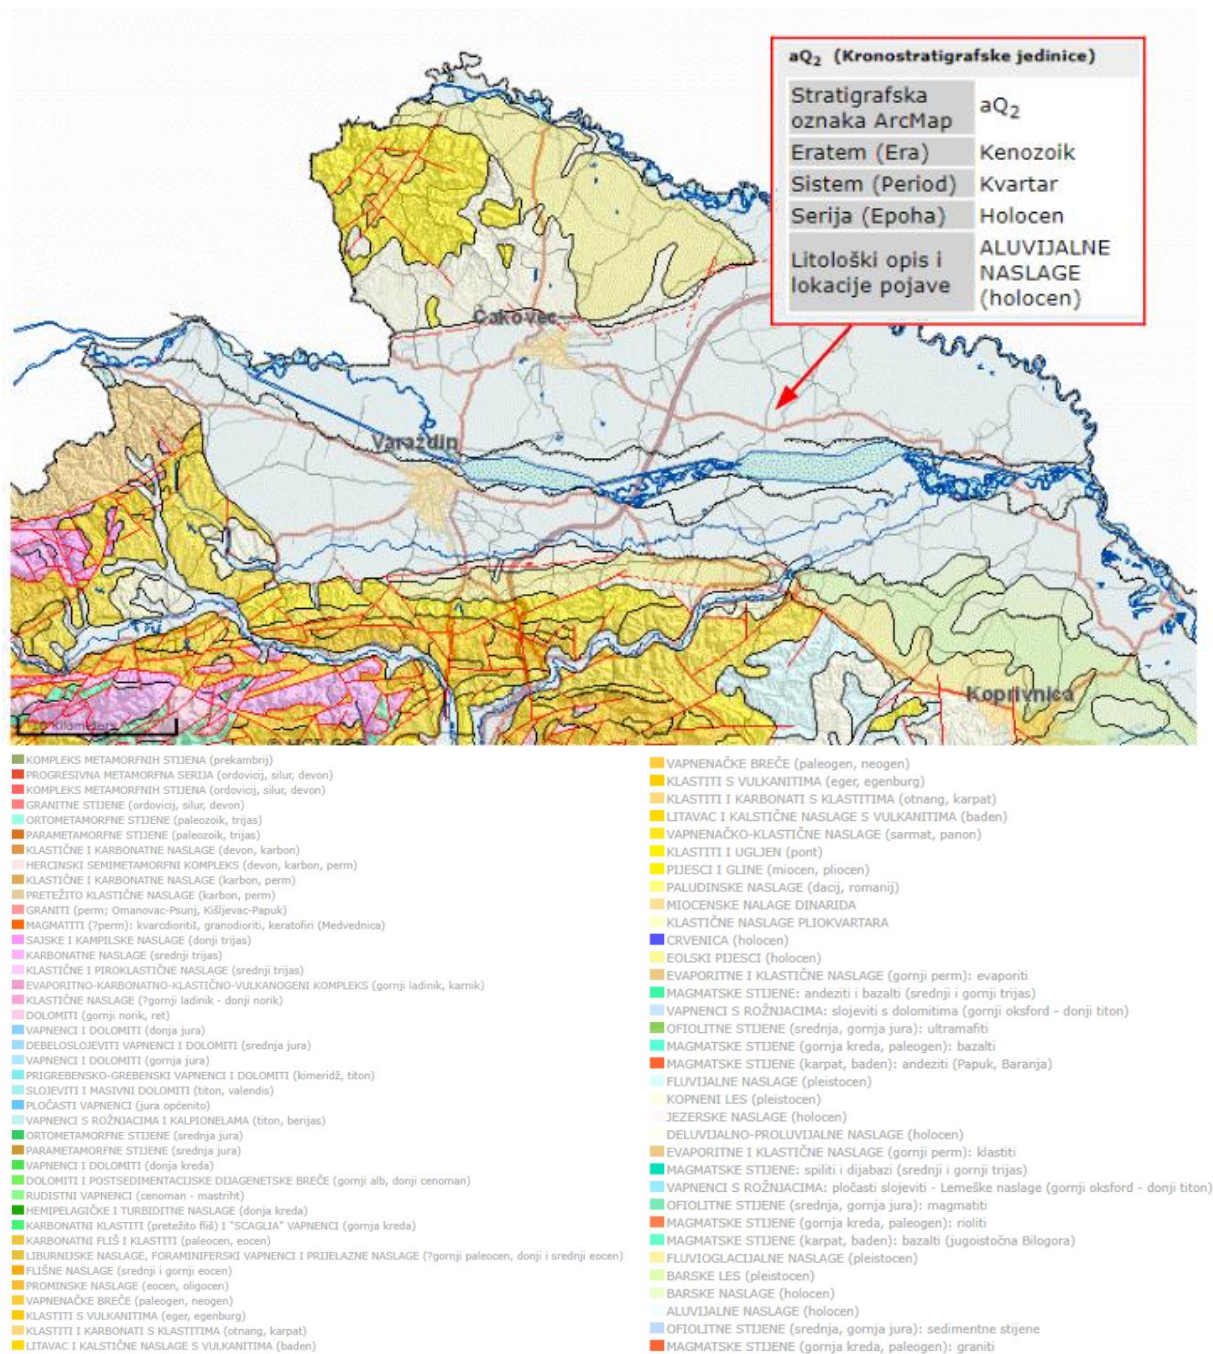 aQ₂ (Kronostratigrafske jedinice)
Stratigrafska
oznaka ArcMap
aQ₂
Eratem (Era)
Kenozoik
Sistem (Period)
Kvartar
Serija (Epoha)
Holocen
Litološki opis i
lokacije pojave
ALUVIJALNE
NASLAGE
(holocen)
Čakovec
Varaždin
Koprivnica
KOMPLEKS METAMORFNIH STIJENA (prekambrij)
PROGRESIVNA METAMORFNA SERIJA (ordovicij, silur, devon)
KOMPLEKS METAMORFNIH STIJENA (ordovicij, silur, devon)
GRANITNE STIJENE (ordovicij, silur, devon)
ORTOMETAMORFNE STIJENE (paleozoik, trijas)
PARAMETAMORFNE STIJENE (paleozoik, trijas)
KLASTIČNE I KARBONATNE NASLAGE (devon, karbon)
HERCINSKI SEMIMETAMORFNI KOMPLEKS (devon, karbon, perm)
KLASTIČNE I KARBONATNE NASLAGE (karbon, perm)
PRETEŽITO KLASTIČNE NASLAGE (karbon, perm)
GRANITI (perm; Omanovac-Psunj, Kišljevac-Papuk)
MAGMATITI (?perm): kvarcdioritiI, granodioriti, keratofiri (Medvednica)
SAJSKE I KAMPILSKE NASLAGE (donji trijas)
KARBONATNE NASLAGE (srednji trijas)
KLASTIČNE I PIROKLASTIČNE NASLAGE (srednji trijas)
EVAPORITNO-KARBONATNO-KLASTIČNO-VULKANOGENI KOMPLEKS (gornji ladinik, karnik)
KLASTIČNE NASLAGE (?gornji ladinik - donji norik)
DOLOMITI (gornji norik, ret)
VAPNENCI I DOLOMITI (donja jura)
DEBELOSLOJEVITI VAPNENCI I DOLOMITI (srednja jura)
VAPNENCI I DOLOMITI (gornja jura)
PRIGREBENSKO-GREBENSKI VAPNENCI I DOLOMITI (kimeridž, titon)
SLOJEVITI I MASIVNI DOLOMITI (titon, valendis)
PLOČASTI VAPNENCI (jura općenito)
VAPNENCI S ROŽNJACIMA I KALPIONELAMA (titon, berijas)
ORTOMETAMORFNE STIJENE (srednja jura)
PARAMETAMORFNE STIJENE (srednja jura)
VAPNENCI I DOLOMITI (donja kreda)
DOLOMITI I POSTSEDIMENTACIJSKE DIJAGENETSKE BREČE (gornji alb, donji cenoman)
RUDISTNI VAPNENCI (cenoman - mastriht)
HEMIPELAGIČKE I TURBIDITNE NASLAGE (donja kreda)
KARBONATNI KLASTITI (pretežito fliš) I "SCAGLIA" VAPNENCI (gornja kreda)
KARBONATNI FLIŠ I KLASTITI (paleocen, eocen)
LIBURNIJSKE NASLAGE, FORAMINIFERSKI VAPNENCI I PRIJELAZNE NASLAGE (?gornji paleocen, donji i srednji eocen)
FLIŠNE NASLAGE (srednji i gornji eocen)
PROMINSKE NASLAGE (eocen, oligocen)
VAPNENAČKE BREČE (paleogen, neogen)
KLASTITI S VULKANITIMA (eger, egenburg)
KLASTITI I KARBONATI S KLASTITIMA (otnang, karpat)
LITAVAC I KALSTIČNE NASLAGE S VULKANITIMA (baden)
VAPNENAČKE BREČE (paleogen, neogen)
KLASTITI S VULKANITIMA (eger, egenburg)
KLASTITI I KARBONATI S KLASTITIMA (otnang, karpat)
LITAVAC I KALSTIČNE NASLAGE S VULKANITIMA (baden)
VAPNENAČKO-KLASTIČNE NASLAGE (sarmat, panon)
KLASTITI I UGLJEN (pont)
PIJESCI I GLINE (miocen, pliocen)
PALUDINSKE NASLAGE (dacij, romanij)
MIOCENSKE NALAGE DINARIDA
KLASTIČNE NASLAGE PLIOKVARTARA
CRVENICA (holocen)
EOLSKI PIJESCI (holocen)
EVAPORITNE I KLASTIČNE NASLAGE (gornji perm): evaporiti
MAGMATSKE STIJENE: andeziti i bazalti (srednji i gornji trijas)
VAPNENCI S ROŽNJACIMA: slojeviti s dolomitima (gornji oksford - donji titon)
OFIOLITNE STIJENE (srednja, gornja jura): ultramafiti
MAGMATSKE STIJENE (gornja kreda, paleogen): bazalti
MAGMATSKE STIJENE (karpat, baden): andeziti (Papuk, Baranja)
FLUVIJALNE NASLAGE (pleistocen)
KOPNENI LES (pleistocen)
JEZERSKE NASLAGE (holocen)
DELUVIJALNO-PROLUVIJALNE NASLAGE (holocen)
EVAPORITNE I KLASTIČNE NASLAGE (gornji perm): klastiti
MAGMATSKE STIJENE: spiliti i dijabazi (srednji i gornji trijas)
VAPNENCI S ROŽNJACIMA: pločasti slojeviti - Lemeške naslage (gornji oksford - donji titon)
OFIOLITNE STIJENE (srednja, gornja jura): magmatiti
MAGMATSKE STIJENE (gornja kreda, paleogen): rioliti
MAGMATSKE STIJENE (karpat, baden): bazalti (jugoistočna Bilogora)
FLUVIOGLACIJALNE NASLAGE (pleistocen)
BARSKE LES (pleistocen)
BARSKE NASLAGE (holocen)
ALUVIJALNE NASLAGE (holocen)
OFIOLITNE STIJENE (srednja, gornja jura): sedimentne stijene
MAGMATSKE STIJENE (gornja kreda, paleogen): graniti